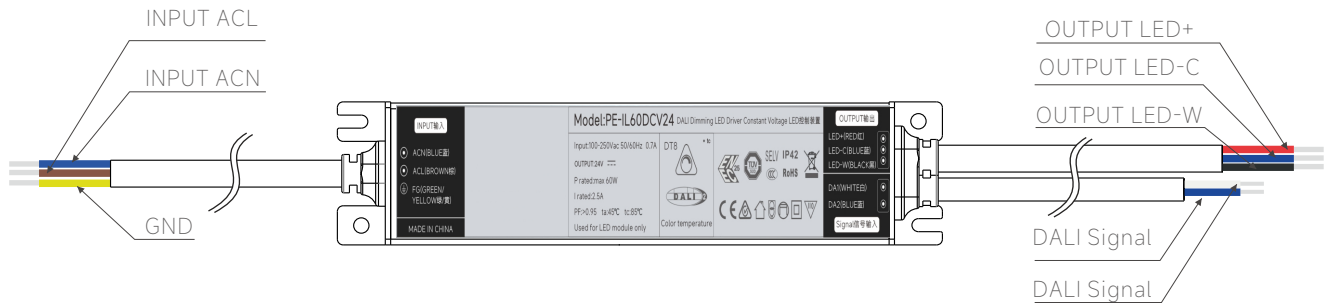 INPUT ACL
INPUT ACN
GND
INPUT输入
ACN(BLUE蓝)
ACL(BROWN棕)
FG(GREEN/
YELLOW绿/黄)
MADE IN CHINA
Model:PE-IL60DCV24 DALI Dimming LED Driver Constant Voltage LED控制装置
Input:100-250Vac 50/60Hz 0.7A
OUTPUT:24V
P rated:max 60W
I rated:2.5A
PF:>0.95 ta:45℃ tc:85℃
Used for LED module only
DT8
tc
DALI 2
Color temperature
SELV IP42
RoHS
OUTPUT输出
LED+(RED红)
LED-C(BLUE蓝)
LED-W(BLACK黑)
DA1(WHITE白)
DA2(BLUE蓝)
Signal信号输入
OUTPUT LED+
OUTPUT LED-C
OUTPUT LED-W
DALI Signal
DALI Signal